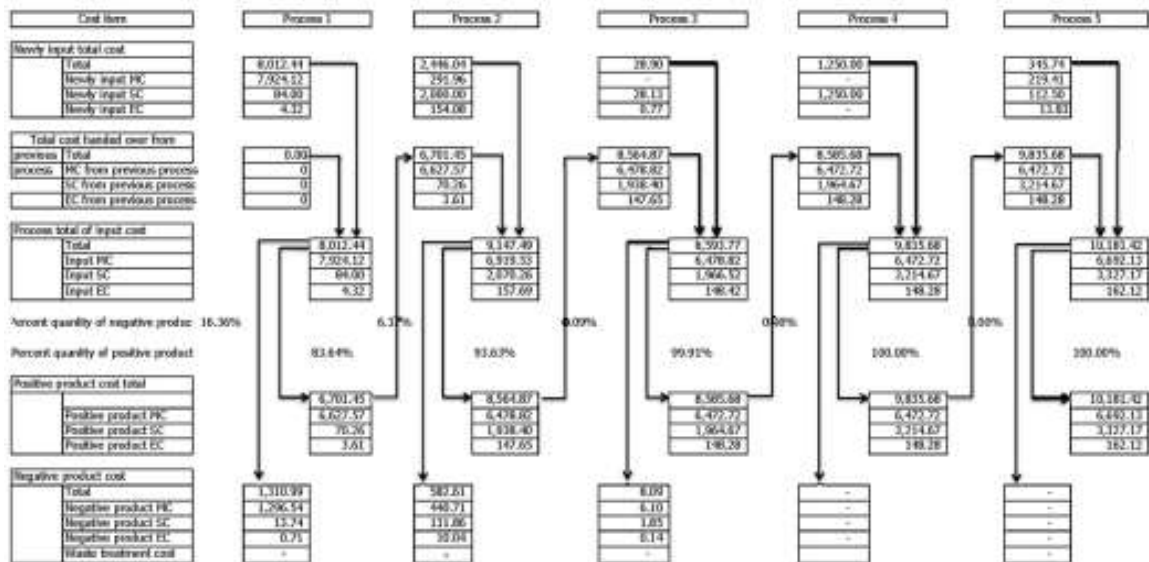 Cost item Process 1 Process 2 Process 3 Process 4 Process 5
Newly input total cost
Total 8,012.44 2,446.04 28.90 1,250.00 345.74
Newly input MC 7,924.12 291.96 - - 219.41
Newly input SC 84.00 2,000.00 28.13 1,250.00 112.50
Newly input EC 4.32 154.08 0.77 - 13.83
Total cost handed over from
previous Total 0.00 6,701.45 8,564.87 8,585.68 9,835.68
process MC from previous process 0 6,627.57 6,478.82 6,472.72 6,472.72
SC from previous process 0 70.26 1,938.40 1,964.67 3,214.67
EC from previous process 0 3.61 147.65 148.28 148.28
Process total of input cost
Total 8,012.44 9,147.49 8,593.77 9,835.68 10,181.42
Input MC 7,924.12 6,919.53 6,478.82 6,472.72 6,692.13
Input SC 84.00 2,070.26 1,966.52 3,214.67 3,327.17
Input EC 4.32 157.69 148.42 148.28 162.12
Percent quantity of negative produc 16.36% 6.37% 0.09% 0.00% 0.00%
Percent quantity of positive product 83.64% 93.63% 99.91% 100.00% 100.00%
Positive product cost total
6,701.45 8,564.87 8,585.68 9,835.68 10,181.42
Positive product MC 6,627.57 6,478.82 6,472.72 6,472.72 6,692.13
Positive product SC 70.26 1,938.40 1,964.67 3,214.67 3,327.17
Positive product EC 3.61 147.65 148.28 148.28 162.12
Negative product cost
Total 1,310.99 582.61 8.09 - -
Negative product MC 1,296.54 440.71 6.10 - -
Negative product SC 13.74 131.86 1.85 - -
Negative product EC 0.71 10.04 0.14 - -
Waste treatment cost - - - - -